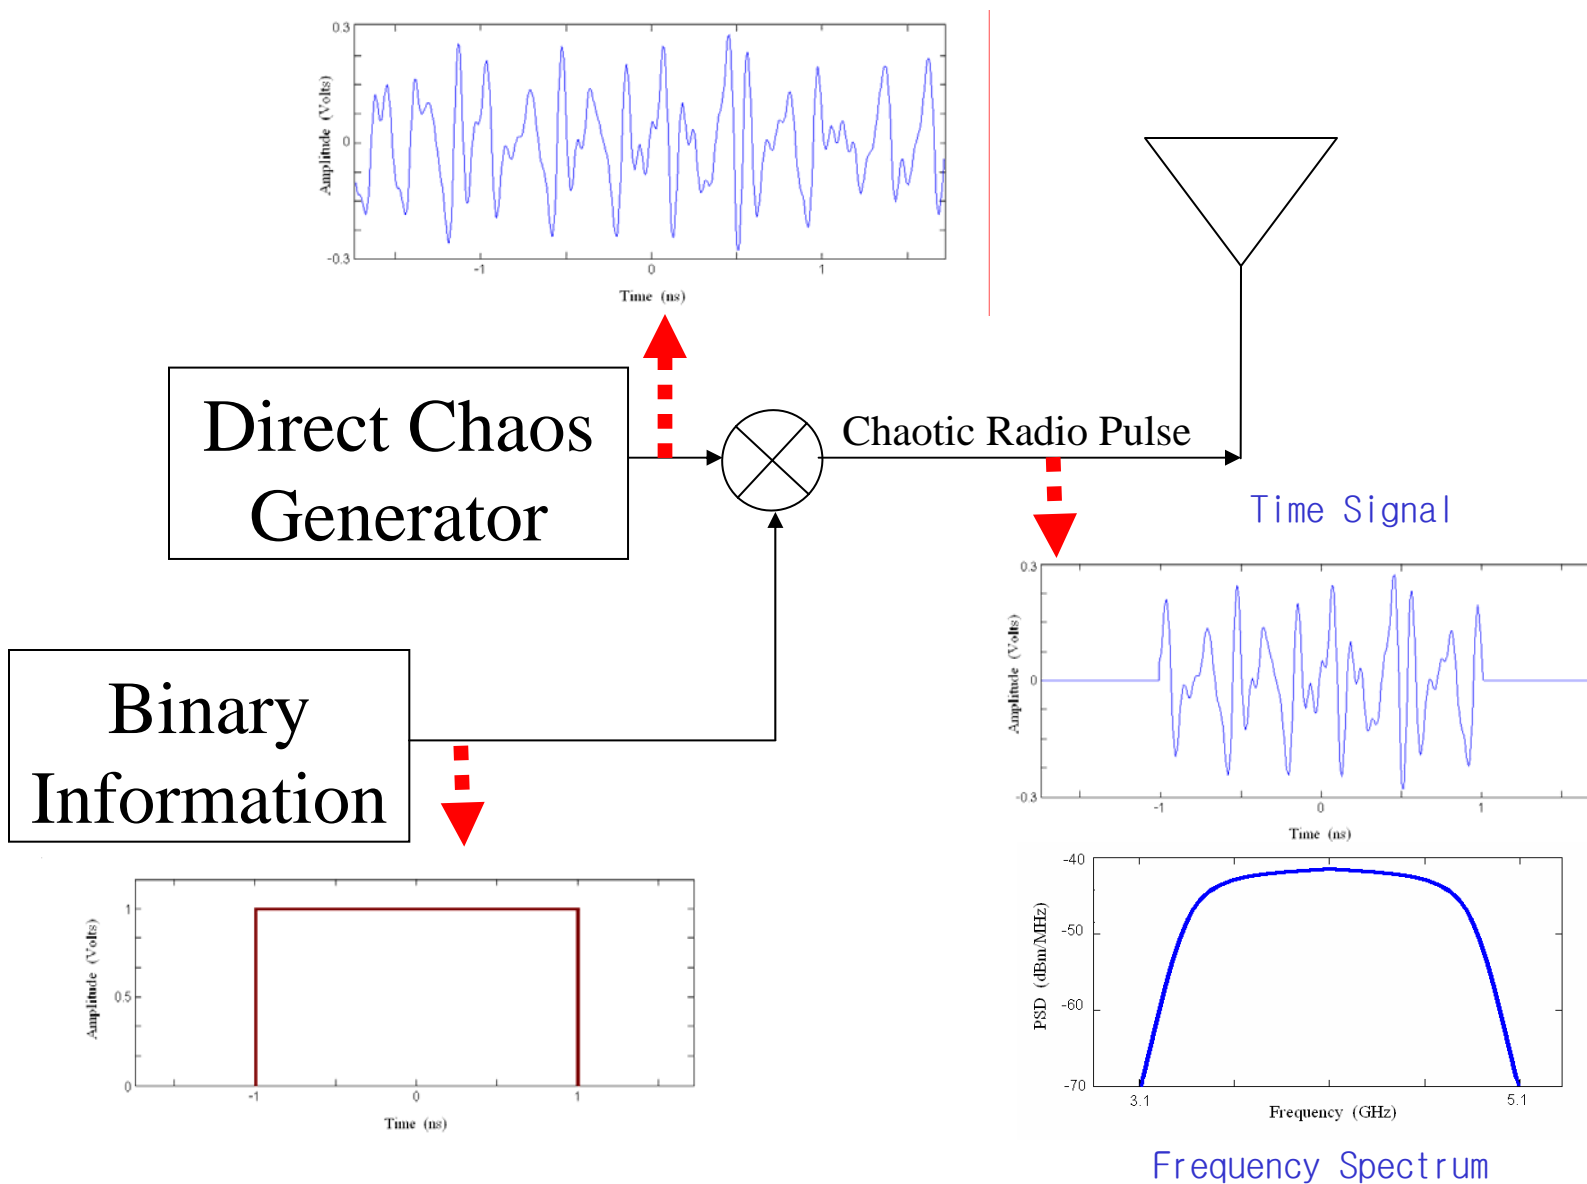 0.3
0
-0.3
Amplitude (Volts)
-1
0
1
Time (ns)
Direct Chaos
Generator
Chaotic Radio Pulse
Time Signal
0.3
0
-0.3
Amplitude (Volts)
-1
0
1
Time (ns)
Binary
Information
1
0.5
0
Amplitude (Volts)
-1
0
1
Time (ns)
-40
-50
-60
-70
PSD (dBm/MHz)
3.1
5.1
Frequency (GHz)
Frequency Spectrum